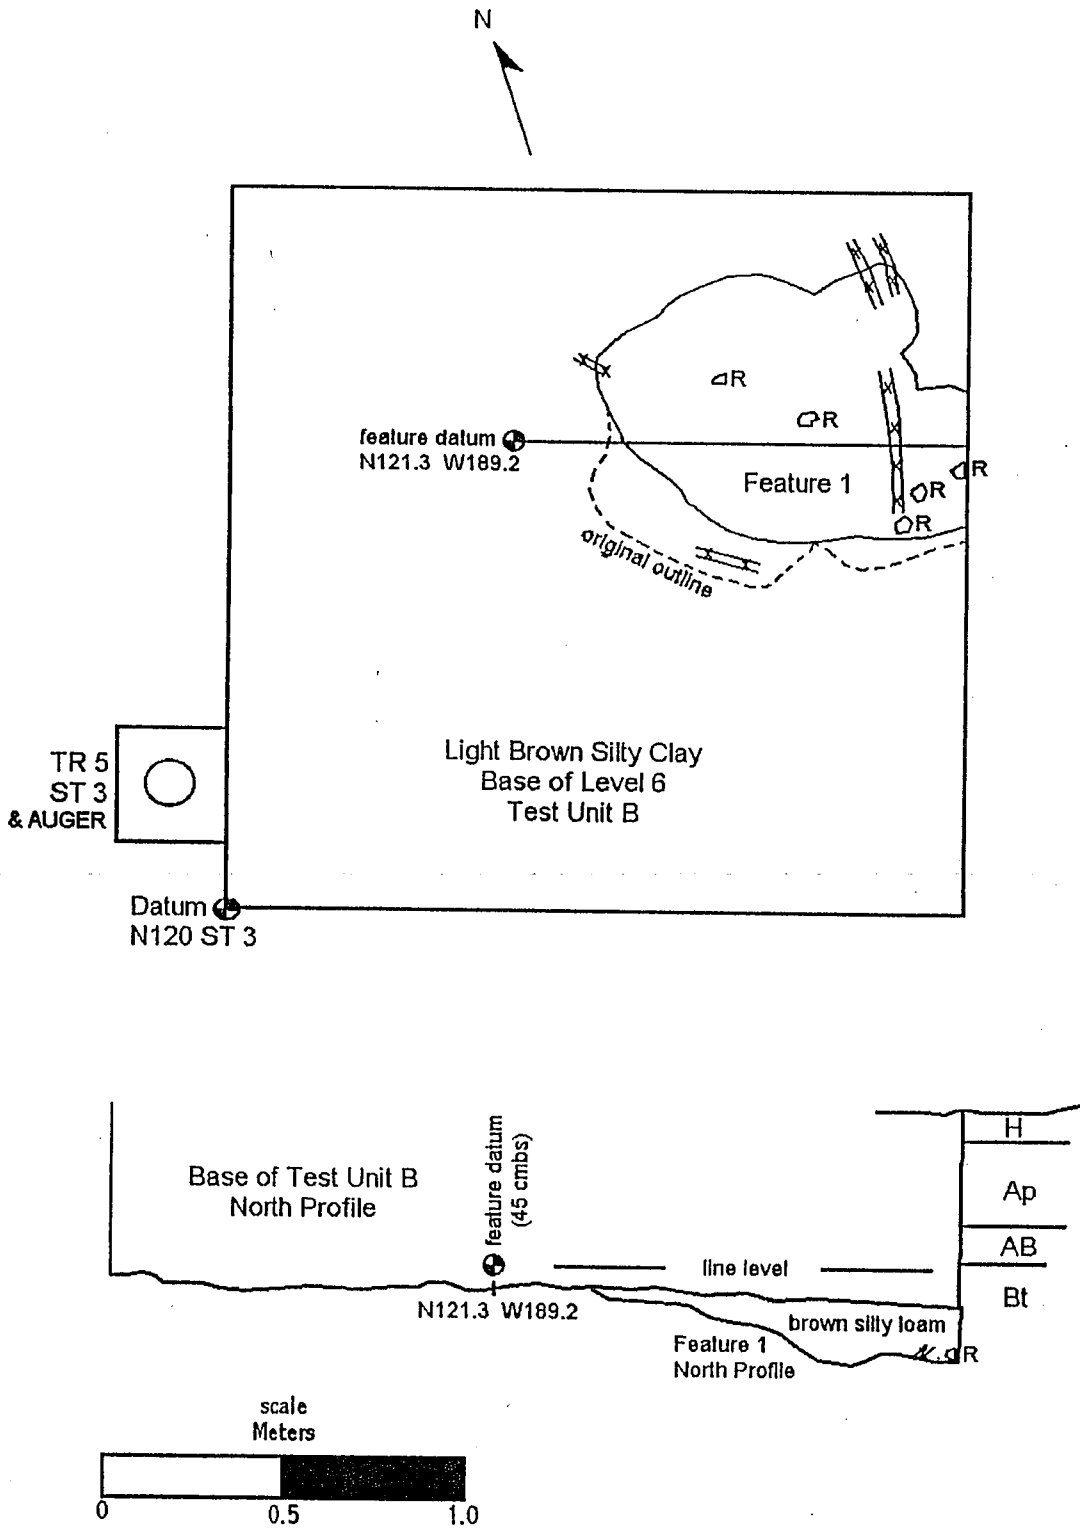 N
R
R
feature datum
N121.3 W189.2
R
Feature 1
R
R
original outline
Light Brown Silty Clay
Base of Level 6
Test Unit B
TR 5
ST 3
& AUGER
Datum
N120 ST 3
Base of Test Unit B
North Profile
feature datum
(45 cmbs)
H
Ap
AB
Bt
line level
N121.3 W189.2
brown silty loam
Feature 1
North Profile
R
scale
Meters
0 0.5 1.0